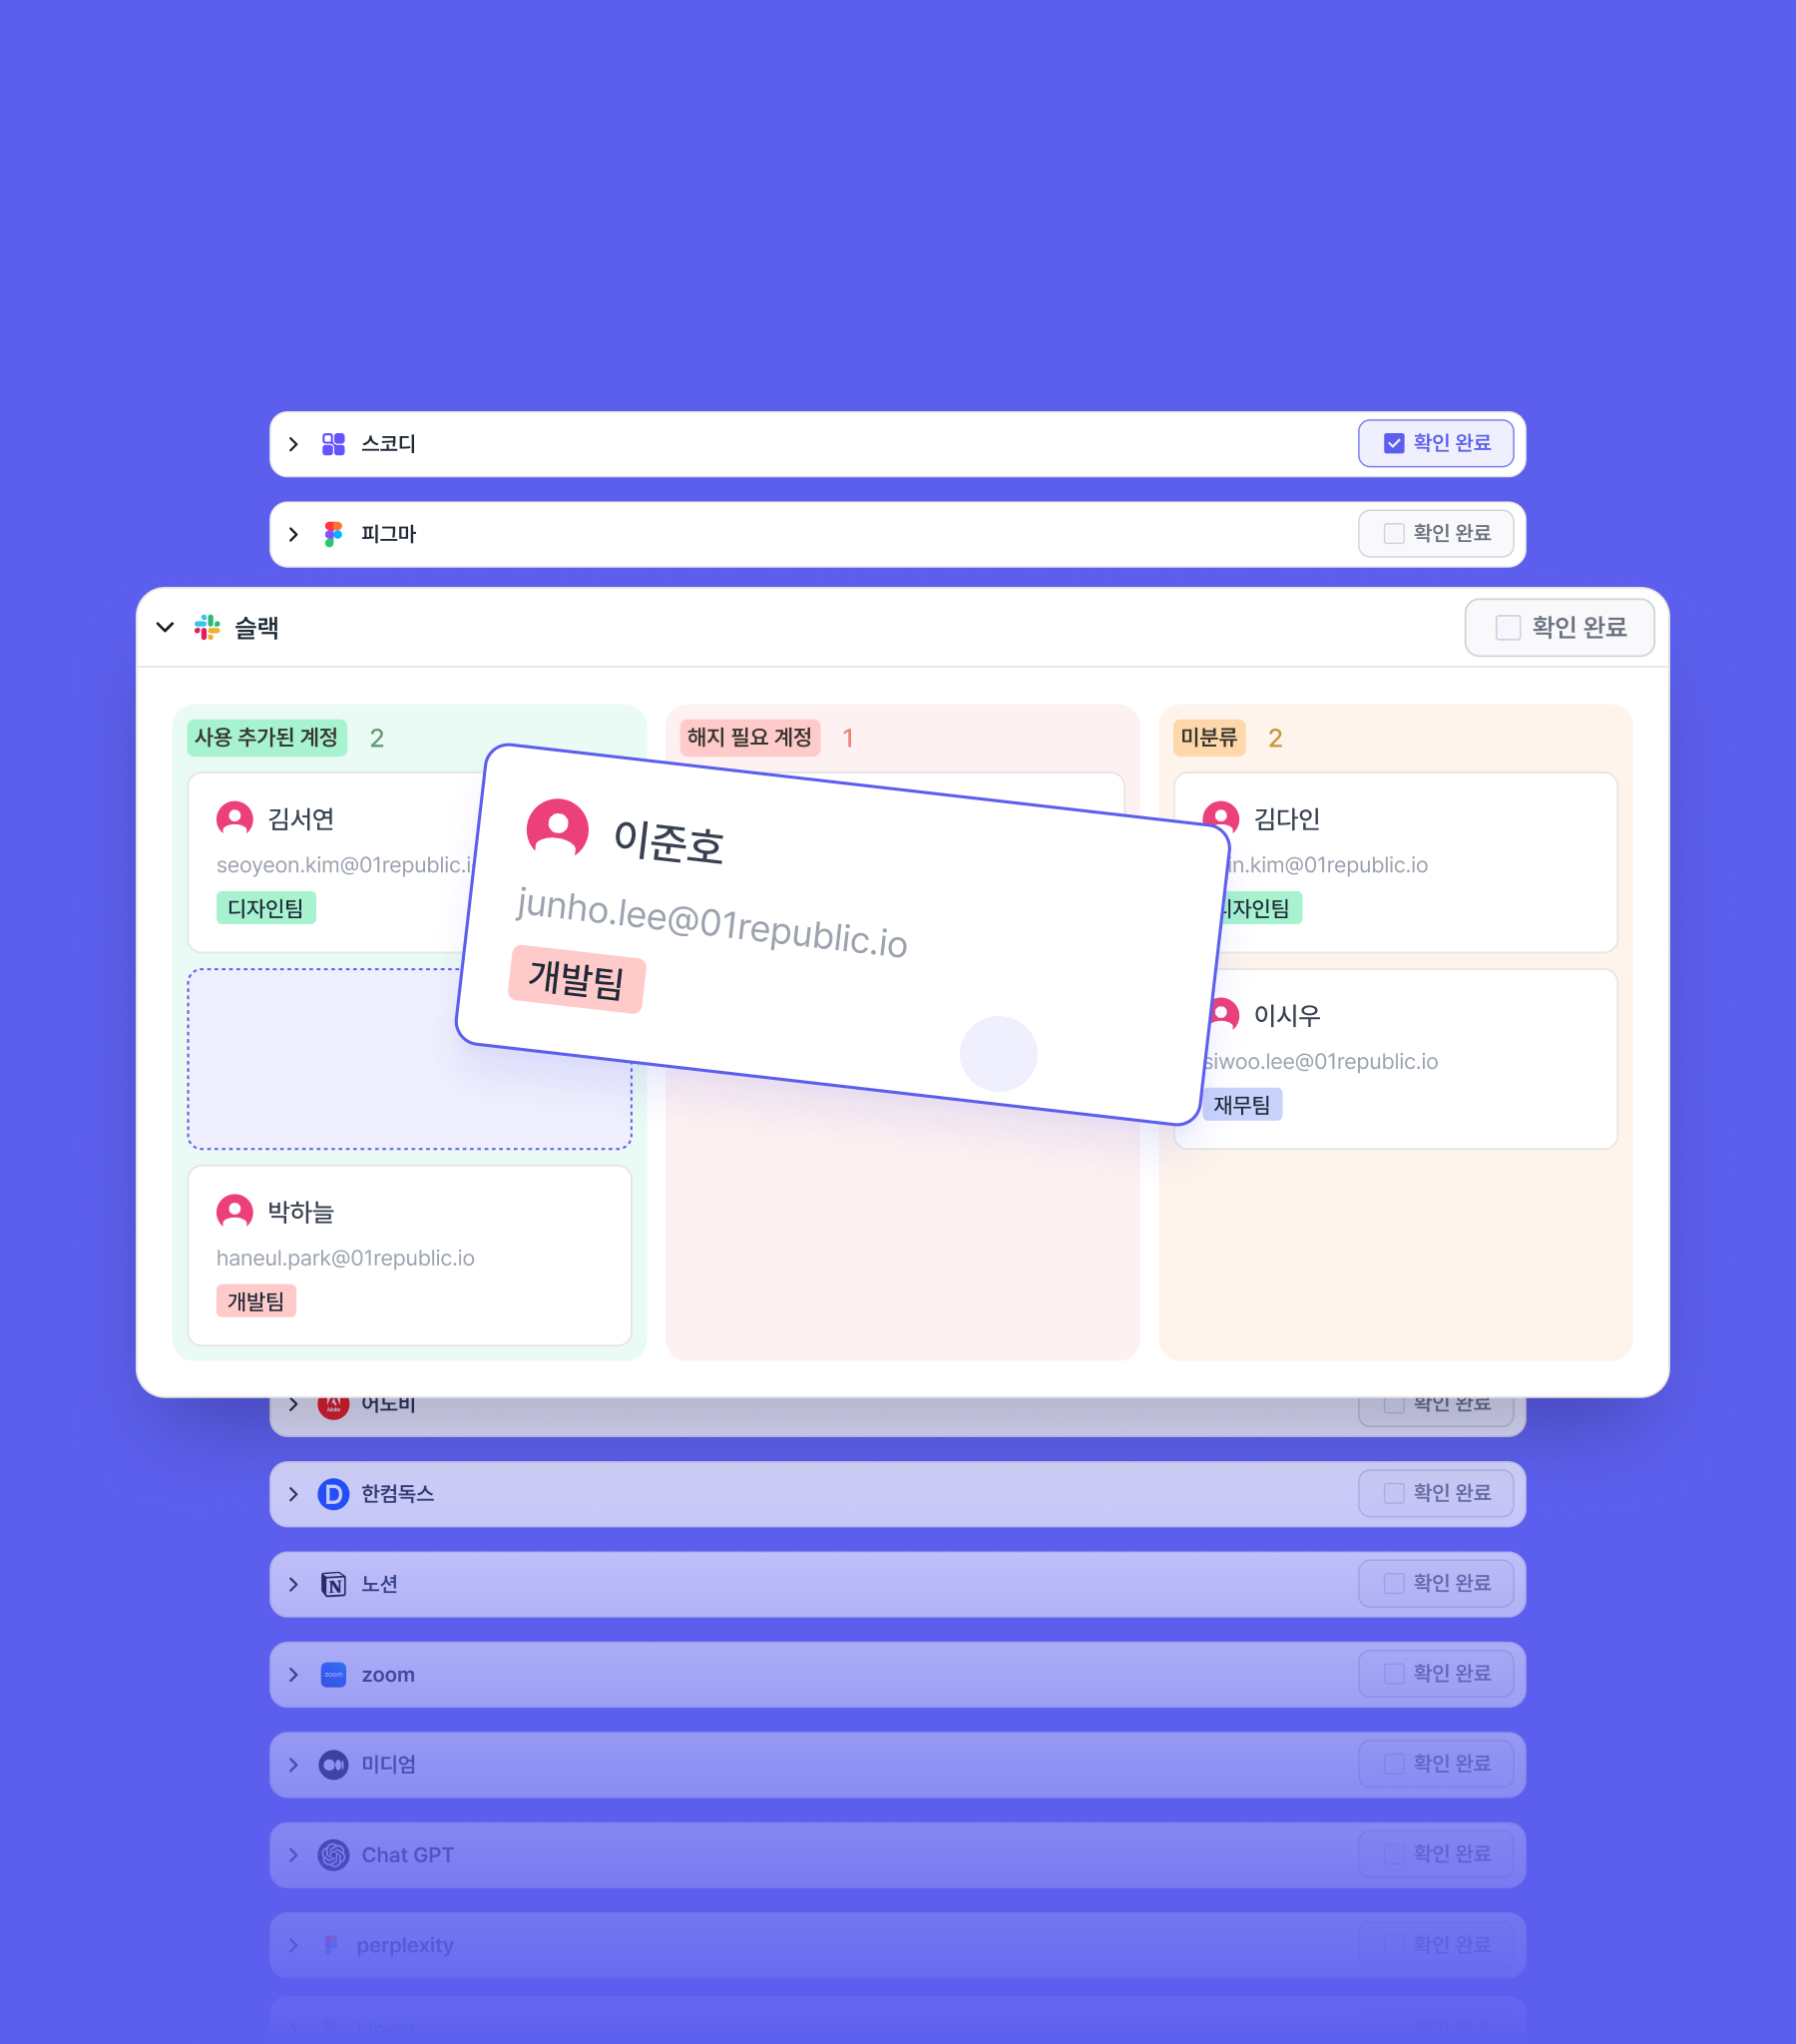 스코디
확인 완료
피그마
확인 완료
슬랙
확인 완료
사용 추가된 계정 2
김서연
seoyeon.kim@01republic.i
디자인팀
박하늘
haneul.park@01republic.io
개발팀
해지 필요 계정 1
이준호
junho.lee@01republic.io
개발팀
미분류 2
김다인
in.kim@01republic.io
디자인팀
이시우
siwoo.lee@01republic.io
재무팀
어도비
확인 완료
한컴독스
확인 완료
노션
확인 완료
zoom
zoom
확인 완료
미디엄
확인 완료
Chat GPT
확인 완료
perplexity
확인 완료
Linear
확인 완료